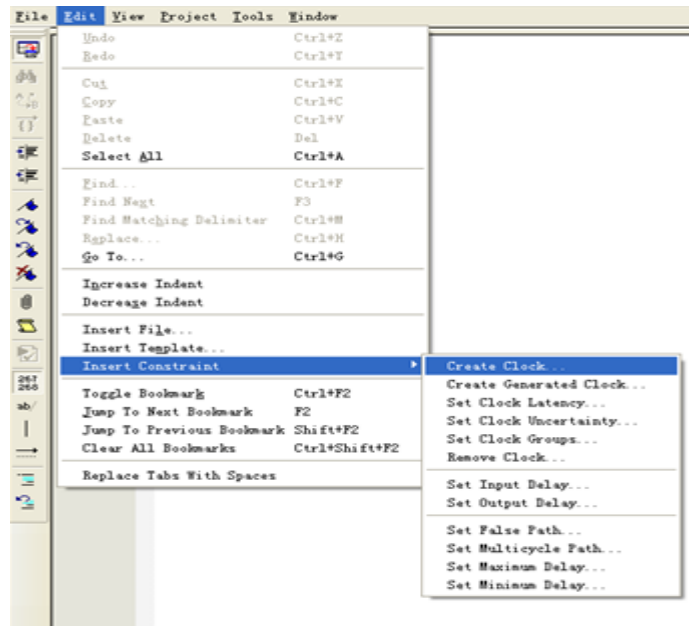 File Edit View Project Tools Window
Undo Ctrl+Z
Redo Ctrl+Y
Cut Ctrl+X
Copy Ctrl+C
Paste Ctrl+V
Delete Del
Select All Ctrl+A
Find... Ctrl+F
Find Next F3
Find Matching Delimiter Ctrl+M
Replace... Ctrl+H
Go To... Ctrl+G
Increase Indent
Decrease Indent
Insert File...
Insert Template...
Insert Constraint
Toggle Bookmark Ctrl+F2
Jump To Next Bookmark F2
Jump To Previous Bookmark Shift+F2
Clear All Bookmarks Ctrl+Shift+F2
Replace Tabs With Spaces
Create Clock...
Create Generated Clock...
Set Clock Latency...
Set Clock Uncertainty...
Set Clock Groups...
Remove Clock...
Set Input Delay...
Set Output Delay...
Set False Path...
Set Multicycle Path...
Set Maximum Delay...
Set Minimum Delay...
267
268
ab/